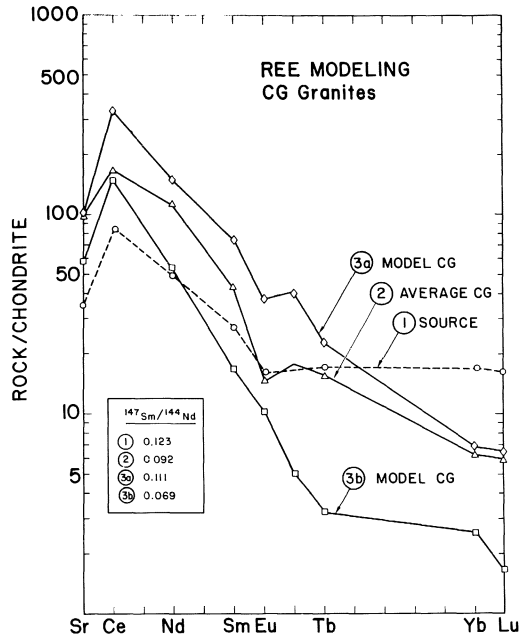 1000
500
100
50
10
5
ROCK/CHONDRITE
REE MODELING
CG Granites
3a MODEL CG
2 AVERAGE CG
1 SOURCE
3b MODEL CG
147Sm/144Nd
1 0.123
2 0.092
3a 0.111
3b 0.069
Sr Ce Nd Sm Eu Tb Yb Lu